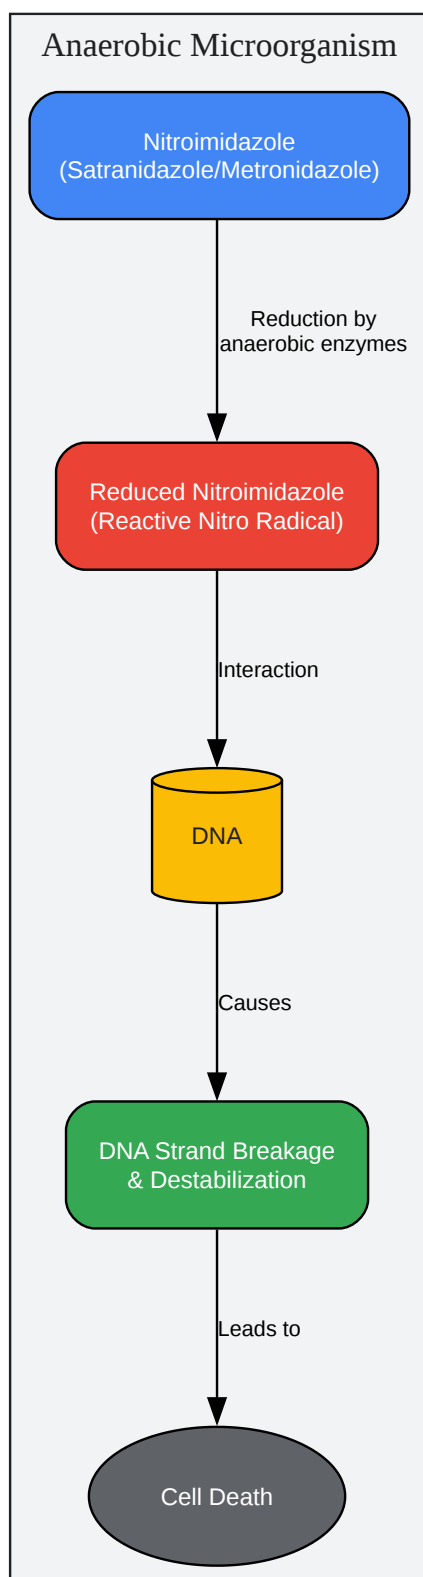 Anaerobic Microorganism
Nitroimidazole
(Satranidazole/Metronidazole)
Reduction by
anaerobic enzymes
Reduced Nitroimidazole
(Reactive Nitro Radical)
Interaction
DNA
Causes
DNA Strand Breakage
& Destabilization
Leads to
Cell Death